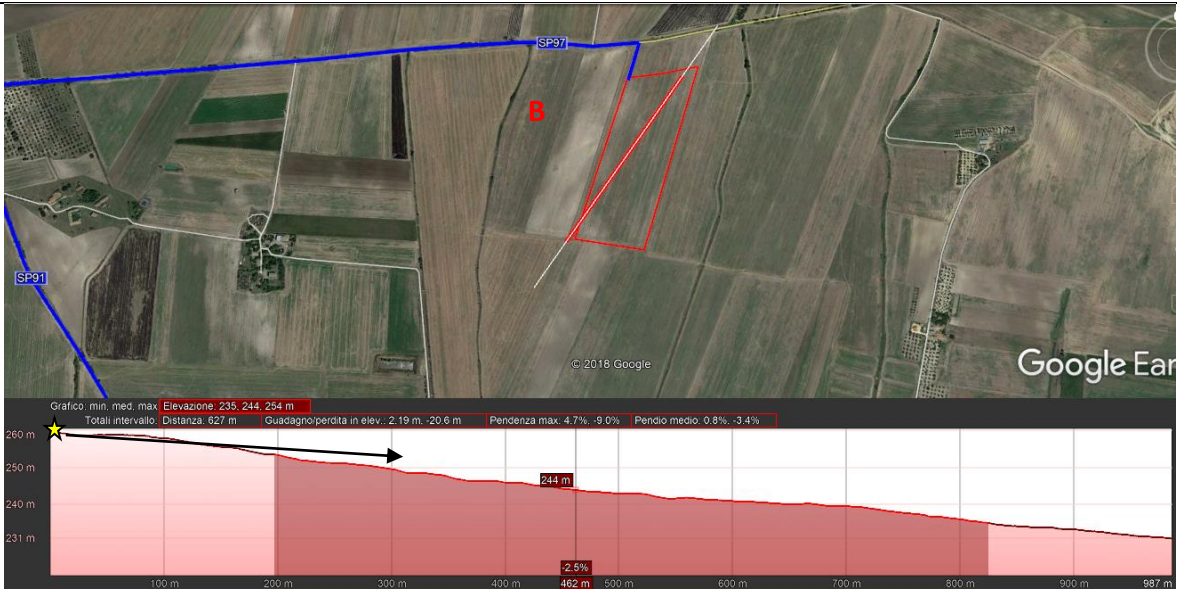 SP97
B
SP91
© 2018 Google
Google Ear
Grafico: min, med, max Elevazione: 235, 244, 254 m
Totali intervallo: Distanza: 627 m Guadagno/perdita in elev.: 2.19 m, -20.6 m Pendenza max: 4.7%, -9.0% Pendio medio: 0.8%, -3.4%
260 m
250 m
244 m
240 m
231 m
-2.5%
100 m 200 m 300 m 400 m 462 m 500 m 600 m 700 m 800 m 900 m 987 m